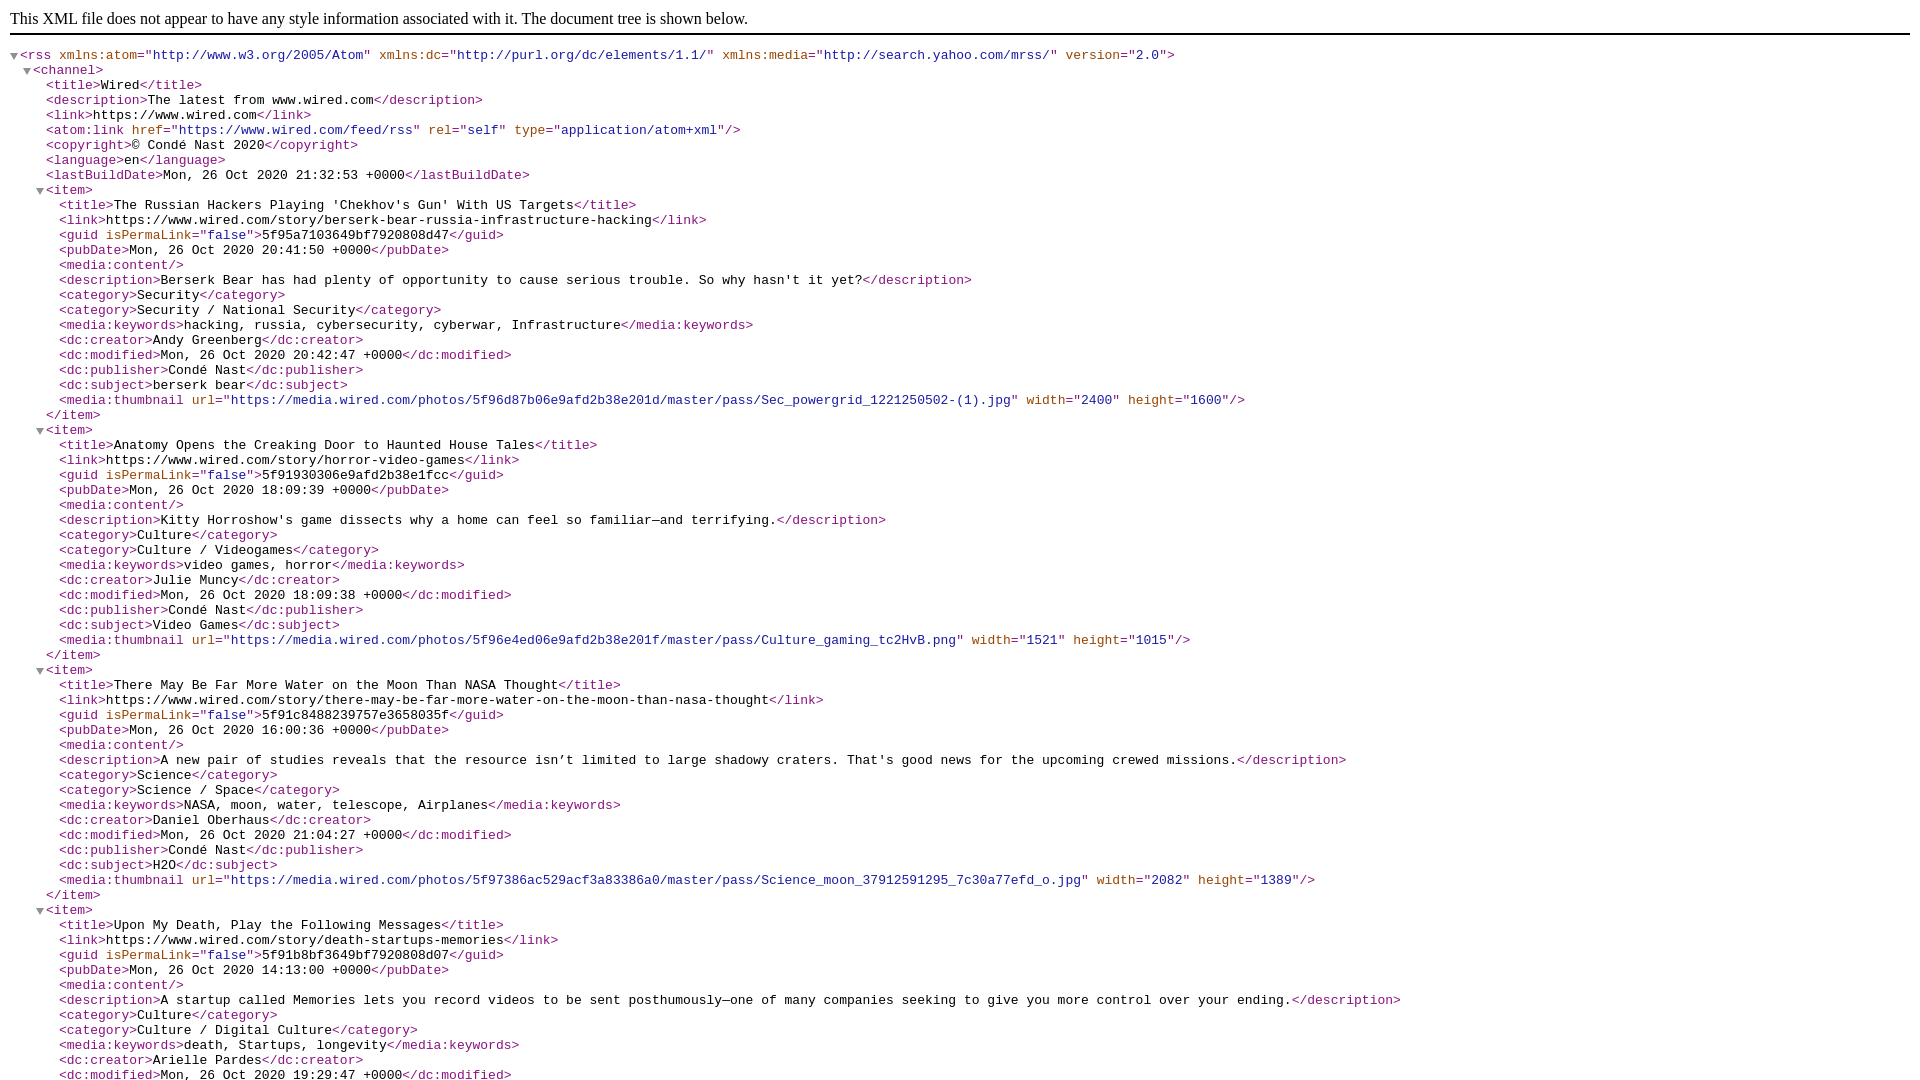 This XML file does not appear to have any style information associated with it. The document tree is shown below.
<rss xmlns:atom="http://www.w3.org/2005/Atom" xmlns:dc="http://purl.org/dc/elements/1.1/" xmlns:media="http://search.yahoo.com/mrss/" version="2.0">
<channel>
<title>Wired</title>
<description>The latest from www.wired.com</description>
<link>https://www.wired.com</link>
<atom:link href="https://www.wired.com/feed/rss" rel="self" type="application/atom+xml"/>
<copyright>© Condé Nast 2020</copyright>
<language>en</language>
<lastBuildDate>Mon, 26 Oct 2020 21:32:53 +0000</lastBuildDate>
<item>
<title>The Russian Hackers Playing 'Chekhov's Gun' With US Targets</title>
<link>https://www.wired.com/story/berserk-bear-russia-infrastructure-hacking</link>
<guid isPermaLink="false">5f95a7103649bf7920808d47</guid>
<pubDate>Mon, 26 Oct 2020 20:41:50 +0000</pubDate>
<media:content/>
<description>Berserk Bear has had plenty of opportunity to cause serious trouble. So why hasn't it yet?</description>
<category>Security</category>
<category>Security / National Security</category>
<media:keywords>hacking, russia, cybersecurity, cyberwar, Infrastructure</media:keywords>
<dc:creator>Andy Greenberg</dc:creator>
<dc:modified>Mon, 26 Oct 2020 20:42:47 +0000</dc:modified>
<dc:publisher>Condé Nast</dc:publisher>
<dc:subject>berserk bear</dc:subject>
<media:thumbnail url="https://media.wired.com/photos/5f96d87b06e9afd2b38e201d/master/pass/Sec_powergrid_1221250502-(1).jpg" width="2400" height="1600"/>
</item>
<item>
<title>Anatomy Opens the Creaking Door to Haunted House Tales</title>
<link>https://www.wired.com/story/horror-video-games</link>
<guid isPermaLink="false">5f91930306e9afd2b38e1fcc</guid>
<pubDate>Mon, 26 Oct 2020 18:09:39 +0000</pubDate>
<media:content/>
<description>Kitty Horroshow's game dissects why a home can feel so familiar—and terrifying.</description>
<category>Culture</category>
<category>Culture / Videogames</category>
<media:keywords>video games, horror</media:keywords>
<dc:creator>Julie Muncy</dc:creator>
<dc:modified>Mon, 26 Oct 2020 18:09:38 +0000</dc:modified>
<dc:publisher>Condé Nast</dc:publisher>
<dc:subject>Video Games</dc:subject>
<media:thumbnail url="https://media.wired.com/photos/5f96e4ed06e9afd2b38e201f/master/pass/Culture_gaming_tc2HvB.png" width="1521" height="1015"/>
</item>
<item>
<title>There May Be Far More Water on the Moon Than NASA Thought</title>
<link>https://www.wired.com/story/there-may-be-far-more-water-on-the-moon-than-nasa-thought</link>
<guid isPermaLink="false">5f91c8488239757e3658035f</guid>
<pubDate>Mon, 26 Oct 2020 16:00:36 +0000</pubDate>
<media:content/>
<description>A new pair of studies reveals that the resource isn’t limited to large shadowy craters. That's good news for the upcoming crewed missions.</description>
<category>Science</category>
<category>Science / Space</category>
<media:keywords>NASA, moon, water, telescope, Airplanes</media:keywords>
<dc:creator>Daniel Oberhaus</dc:creator>
<dc:modified>Mon, 26 Oct 2020 21:04:27 +0000</dc:modified>
<dc:publisher>Condé Nast</dc:publisher>
<dc:subject>H2O</dc:subject>
<media:thumbnail url="https://media.wired.com/photos/5f97386ac529acf3a83386a0/master/pass/Science_moon_37912591295_7c30a77efd_o.jpg" width="2082" height="1389"/>
</item>
<item>
<title>Upon My Death, Play the Following Messages</title>
<link>https://www.wired.com/story/death-startups-memories</link>
<guid isPermaLink="false">5f91b8bf3649bf7920808d07</guid>
<pubDate>Mon, 26 Oct 2020 14:13:00 +0000</pubDate>
<media:content/>
<description>A startup called Memories lets you record videos to be sent posthumously—one of many companies seeking to give you more control over your ending.</description>
<category>Culture</category>
<category>Culture / Digital Culture</category>
<media:keywords>death, Startups, longevity</media:keywords>
<dc:creator>Arielle Pardes</dc:creator>
<dc:modified>Mon, 26 Oct 2020 19:29:47 +0000</dc:modified>